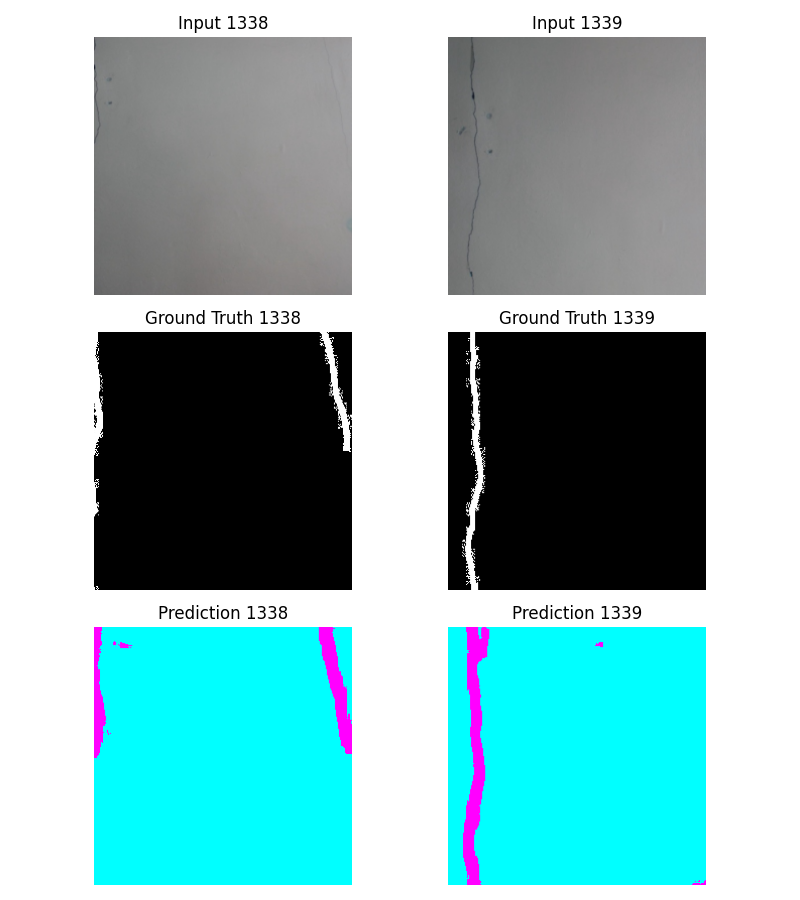 Input 1338
Input 1339
Ground Truth 1338
Ground Truth 1339
Prediction 1338
Prediction 1339